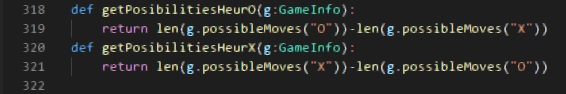 318 def getPosibilitiesHeurO(g:GameInfo):
319     return len(g.possibleMoves("O"))-len(g.possibleMoves("X"))
320 def getPosibilitiesHeurX(g:GameInfo):
321     return len(g.possibleMoves("X"))-len(g.possibleMoves("O"))
322